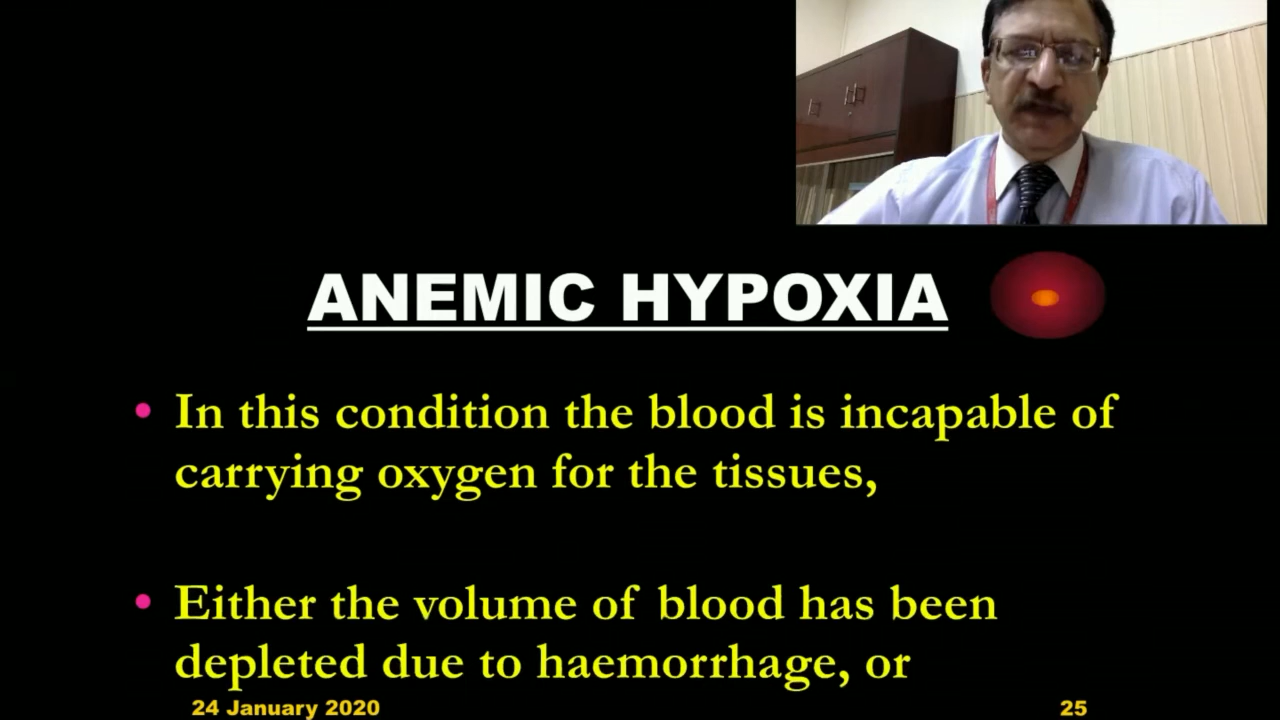 ANEMIC HYPOXIA
• In this condition the blood is incapable of
carrying oxygen for the tissues,
• Either the volume of blood has been
depleted due to haemorrhage, or
24 January 2020
25